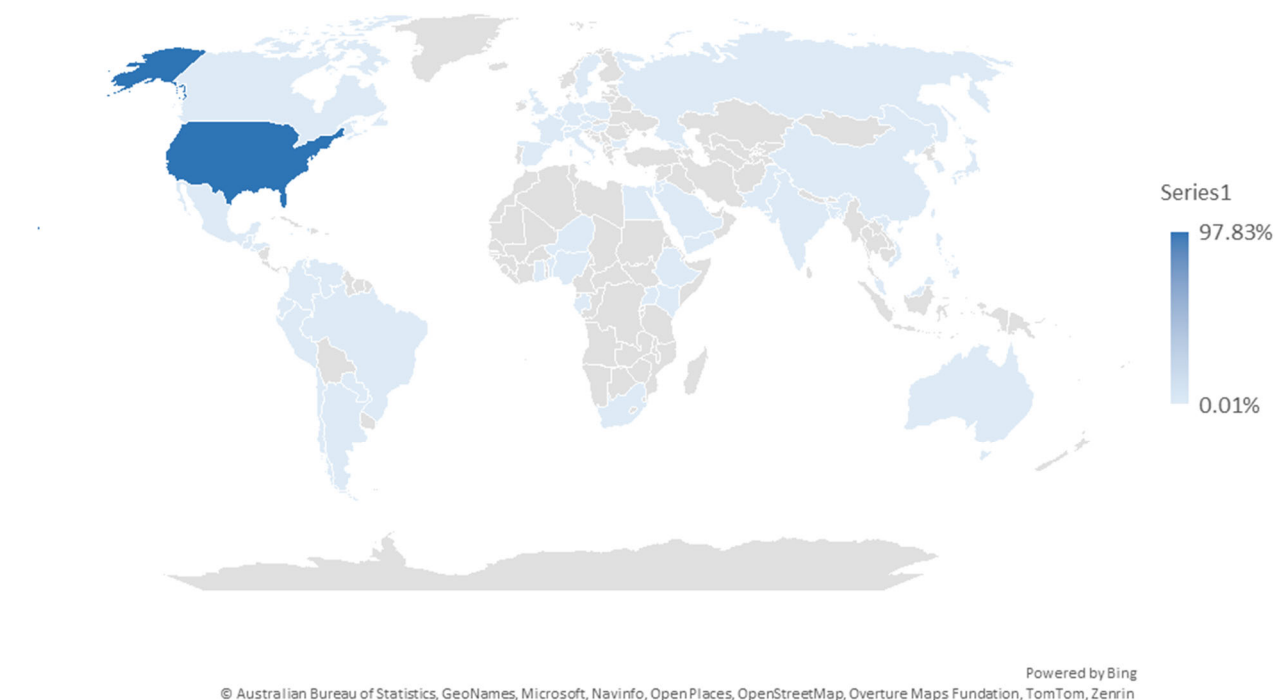 Series1
97.83%
0.01%
Powered by Bing
© Australian Bureau of Statistics, GeoNames, Microsoft, Navinfo, Open Places, OpenStreetMap, Overture Maps Fundation, TomTom, Zenrin